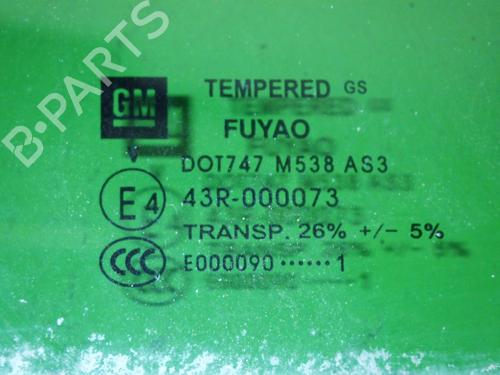 B-PARTS
GM
TEMPERED GS
FUYAO
DOT747 M538 AS3
E4
43R-000073
TRANSP. 26% +/- 5%
CCC
E000090······1